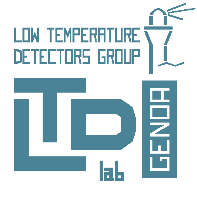 LOW TEMPERATURE
DETECTORS GROUP
LTD
lab
GENOA